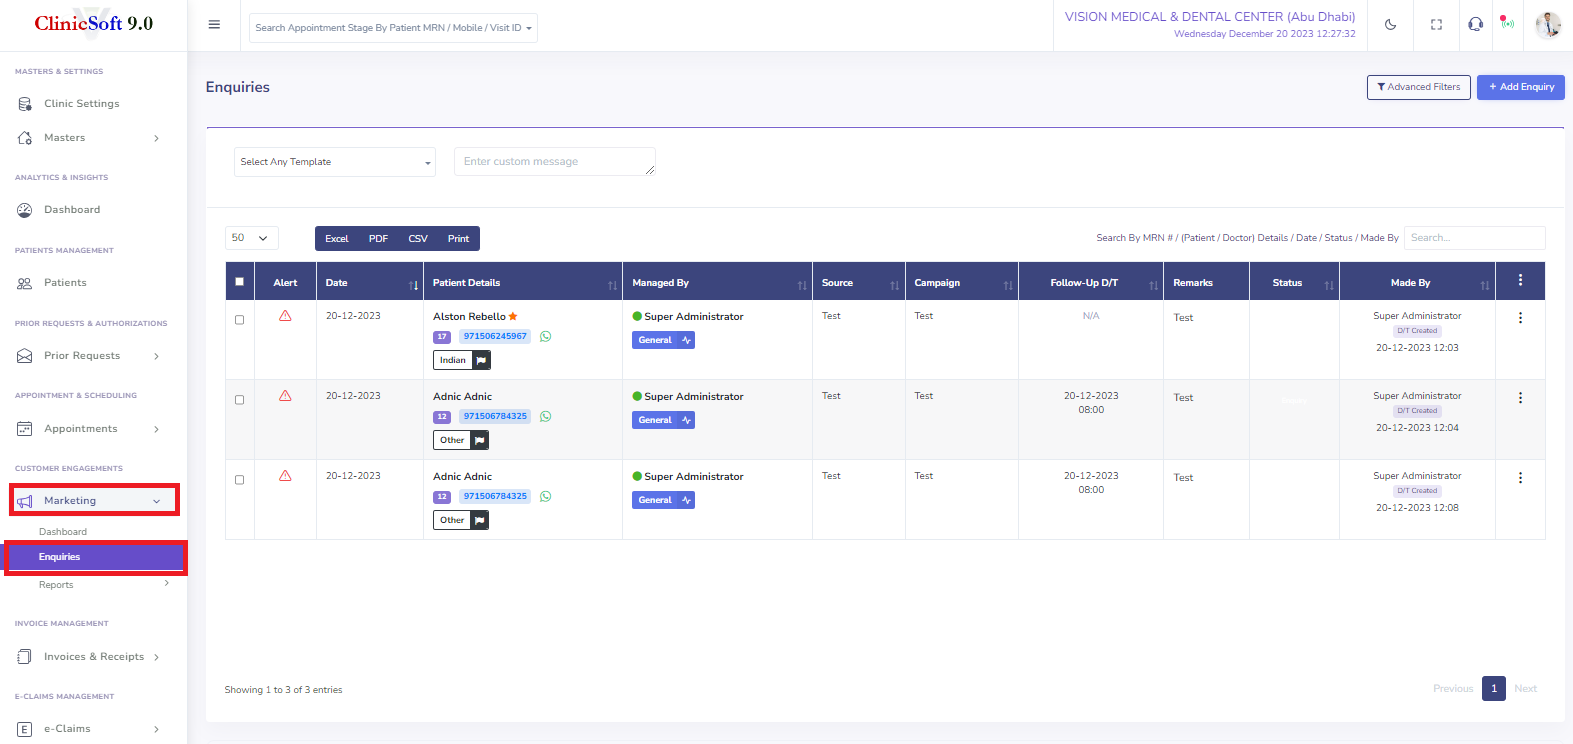 ClinicSoft 9.0
Search Appointment Stage By Patient MRN / Mobile / Visit ID
VISION MEDICAL & DENTAL CENTER (Abu Dhabi)
Wednesday December 20 2023 12:27:32
MASTERS & SETTINGS
Clinic Settings
Masters
ANALYTICS & INSIGHTS
Dashboard
PATIENTS MANAGEMENT
Patients
PRIOR REQUESTS & AUTHORIZATIONS
Prior Requests
APPOINTMENT & SCHEDULING
Appointments
CUSTOMER ENGAGEMENTS
Marketing
Dashboard
Enquiries
Reports
INVOICE MANAGEMENT
Invoices & Receipts
E-CLAIMS MANAGEMENT
E e-Claims
Enquiries
Advanced Filters
+ Add Enquiry
Select Any Template
Enter custom message
50
Excel PDF CSV Print
Search By MRN # / (Patient / Doctor) Details / Date / Status / Made By Search...
Alert Date Patient Details Managed By Source Campaign Follow-Up D/T Remarks Status Made By
20-12-2023 Alston Rebello Super Administrator Test Test N/A Test Super Administrator
17 971506245967 General D/T Created
Indian 20-12-2023 12:03
20-12-2023 Adnic Adnic Super Administrator Test Test 20-12-2023 08:00 Test Super Administrator
12 971506784325 General D/T Created
Other 20-12-2023 12:04
20-12-2023 Adnic Adnic Super Administrator Test Test 20-12-2023 08:00 Test Super Administrator
12 971506784325 General D/T Created
Other 20-12-2023 12:08
Showing 1 to 3 of 3 entries
Previous 1 Next